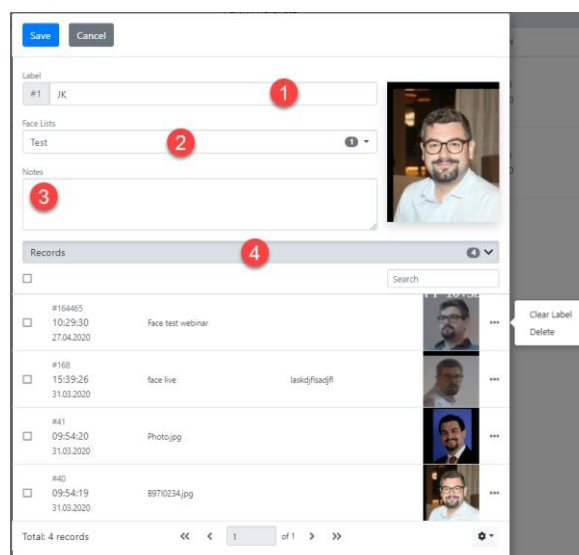 Save Cancel
Label
#1 JK 1
Face Lists
Test 2 1
Notes
3
Records 4 4
Search
#164465
10:29:30 Face test webinar
27.04.2020
Clear Label
Delete
#168
15:39:26 face live laskdjflsadjfl
31.03.2020
#41
09:54:20 Photo.jpg
31.03.2020
#40
09:54:19 B97I0234.jpg
31.03.2020
Total: 4 records « ‹ 1 of 1 › »